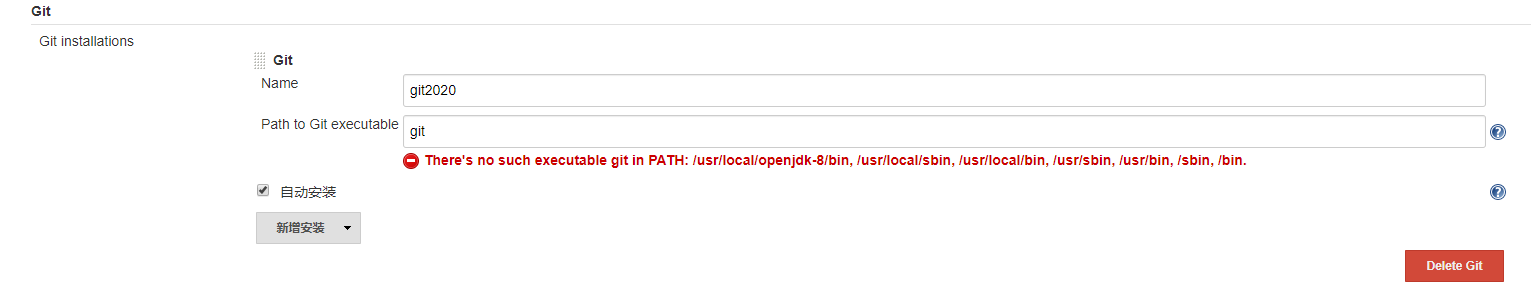 Git
Git installations
Git
Name
git2020
Path to Git executable
git
There's no such executable git in PATH: /usr/local/openjdk-8/bin, /usr/local/sbin, /usr/local/bin, /usr/sbin, /usr/bin, /sbin, /bin.
自动安装
新增安装
Delete Git